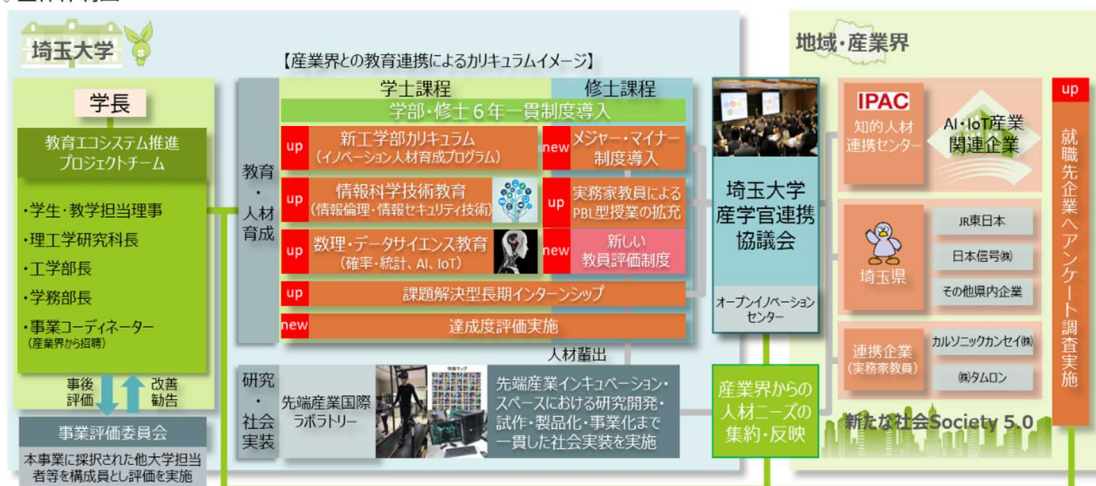 埼玉大学
学長
教育エコシステム推進
プロジェクトチーム
・学生・教学担当理事
・理工学研究科長
・工学部長
・学務部長
・事業コーディネーター
(産業界から招聘)
事後
評価
改善
勧告
事業評価委員会
本事業に採択された他大学担当
者等を構成員とし評価を実施
【産業界との教育連携によるカリキュラムイメージ】
教育
・
人材
育成
学士課程
修士課程
学部・修士6年一貫制度導入
up
新工学部カリキュラム
(イノベーション人材育成プログラム)
new
メジャー・マイナー
制度導入
up
情報科学技術教育
(情報倫理・情報セキュリティ技術)
up
実務家教員による
PBL型授業の拡充
up
数理・データサイエンス教育
(確率・統計、AI、IoT)
new
新しい
教員評価制度
up
課題解決型長期インターンシップ
new
達成度評価実施
人材輩出
研究
・
社会
実装
先端産業国際
ラボラトリー
先端産業インキュベーション・
スペースにおける研究開発・
試作・製品化・事業化まで
一貫した社会実装を実施
埼玉大学
産学官連携
協議会
オープンイノベーション
センター
産業界からの
人材ニーズの
集約・反映
地域・産業界
IPAC
知的人材
連携センター
AI・IoT産業
関連企業
埼玉県
JR東日本
日本信号㈱
その他県内企業
連携企業
(実務家教員)
カルソニックカンセイ㈱
㈱タムロン
新たな社会Society 5.0
up
就職先企業へアンケート調査実施